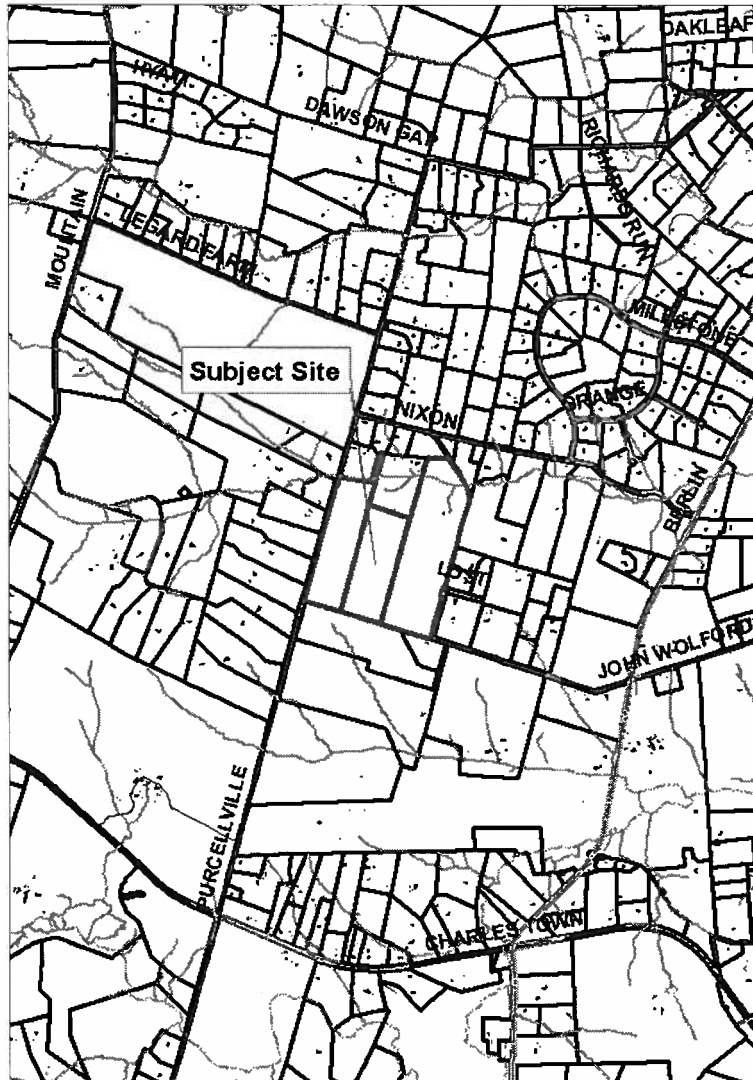 OAKLEAF
HYATT
DAWSON GA
RICHARDS RUN
MOUNTAIN
LEGARD FARM
MILLSTONE
Subject Site
ORANGE
NIXON
BERLIN
LOST
JOHN WOLFORD
PURCELLVILLE
CHARLES TOWN